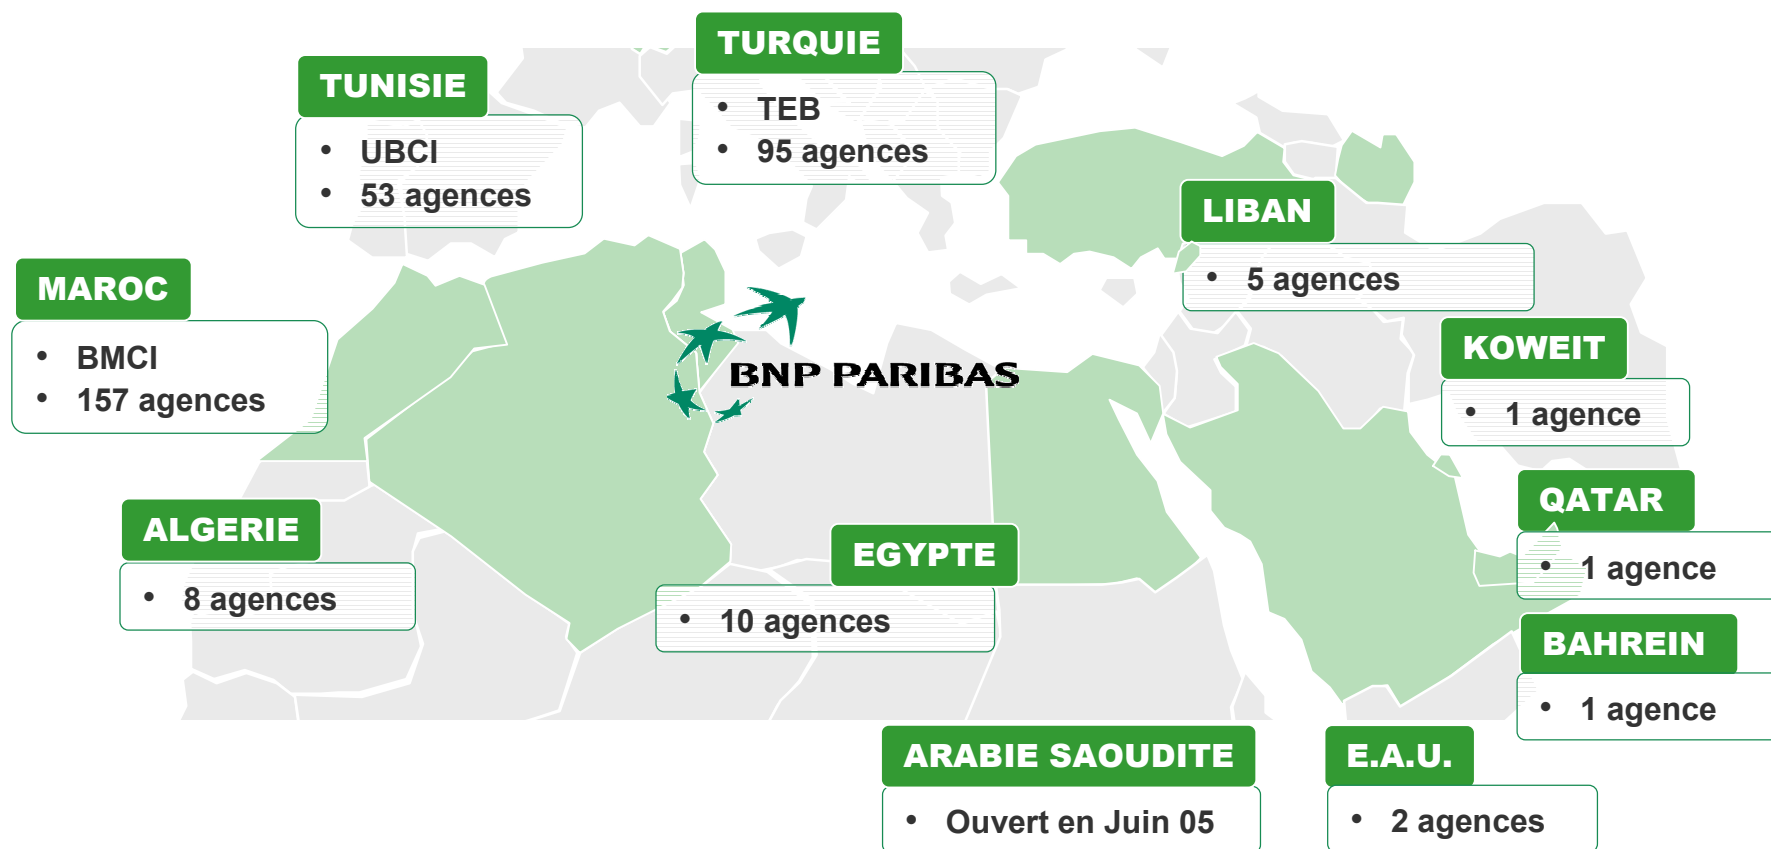 TURQUIE
TEB
95 agences
TUNISIE
UBCI
53 agences
LIBAN
5 agences
MAROC
BMCI
157 agences
BNP PARIBAS
KOWEIT
1 agence
QATAR
1 agence
ALGERIE
8 agences
EGYPTE
10 agences
BAHREIN
1 agence
ARABIE SAOUDITE
Ouvert en Juin 05
E.A.U.
2 agences